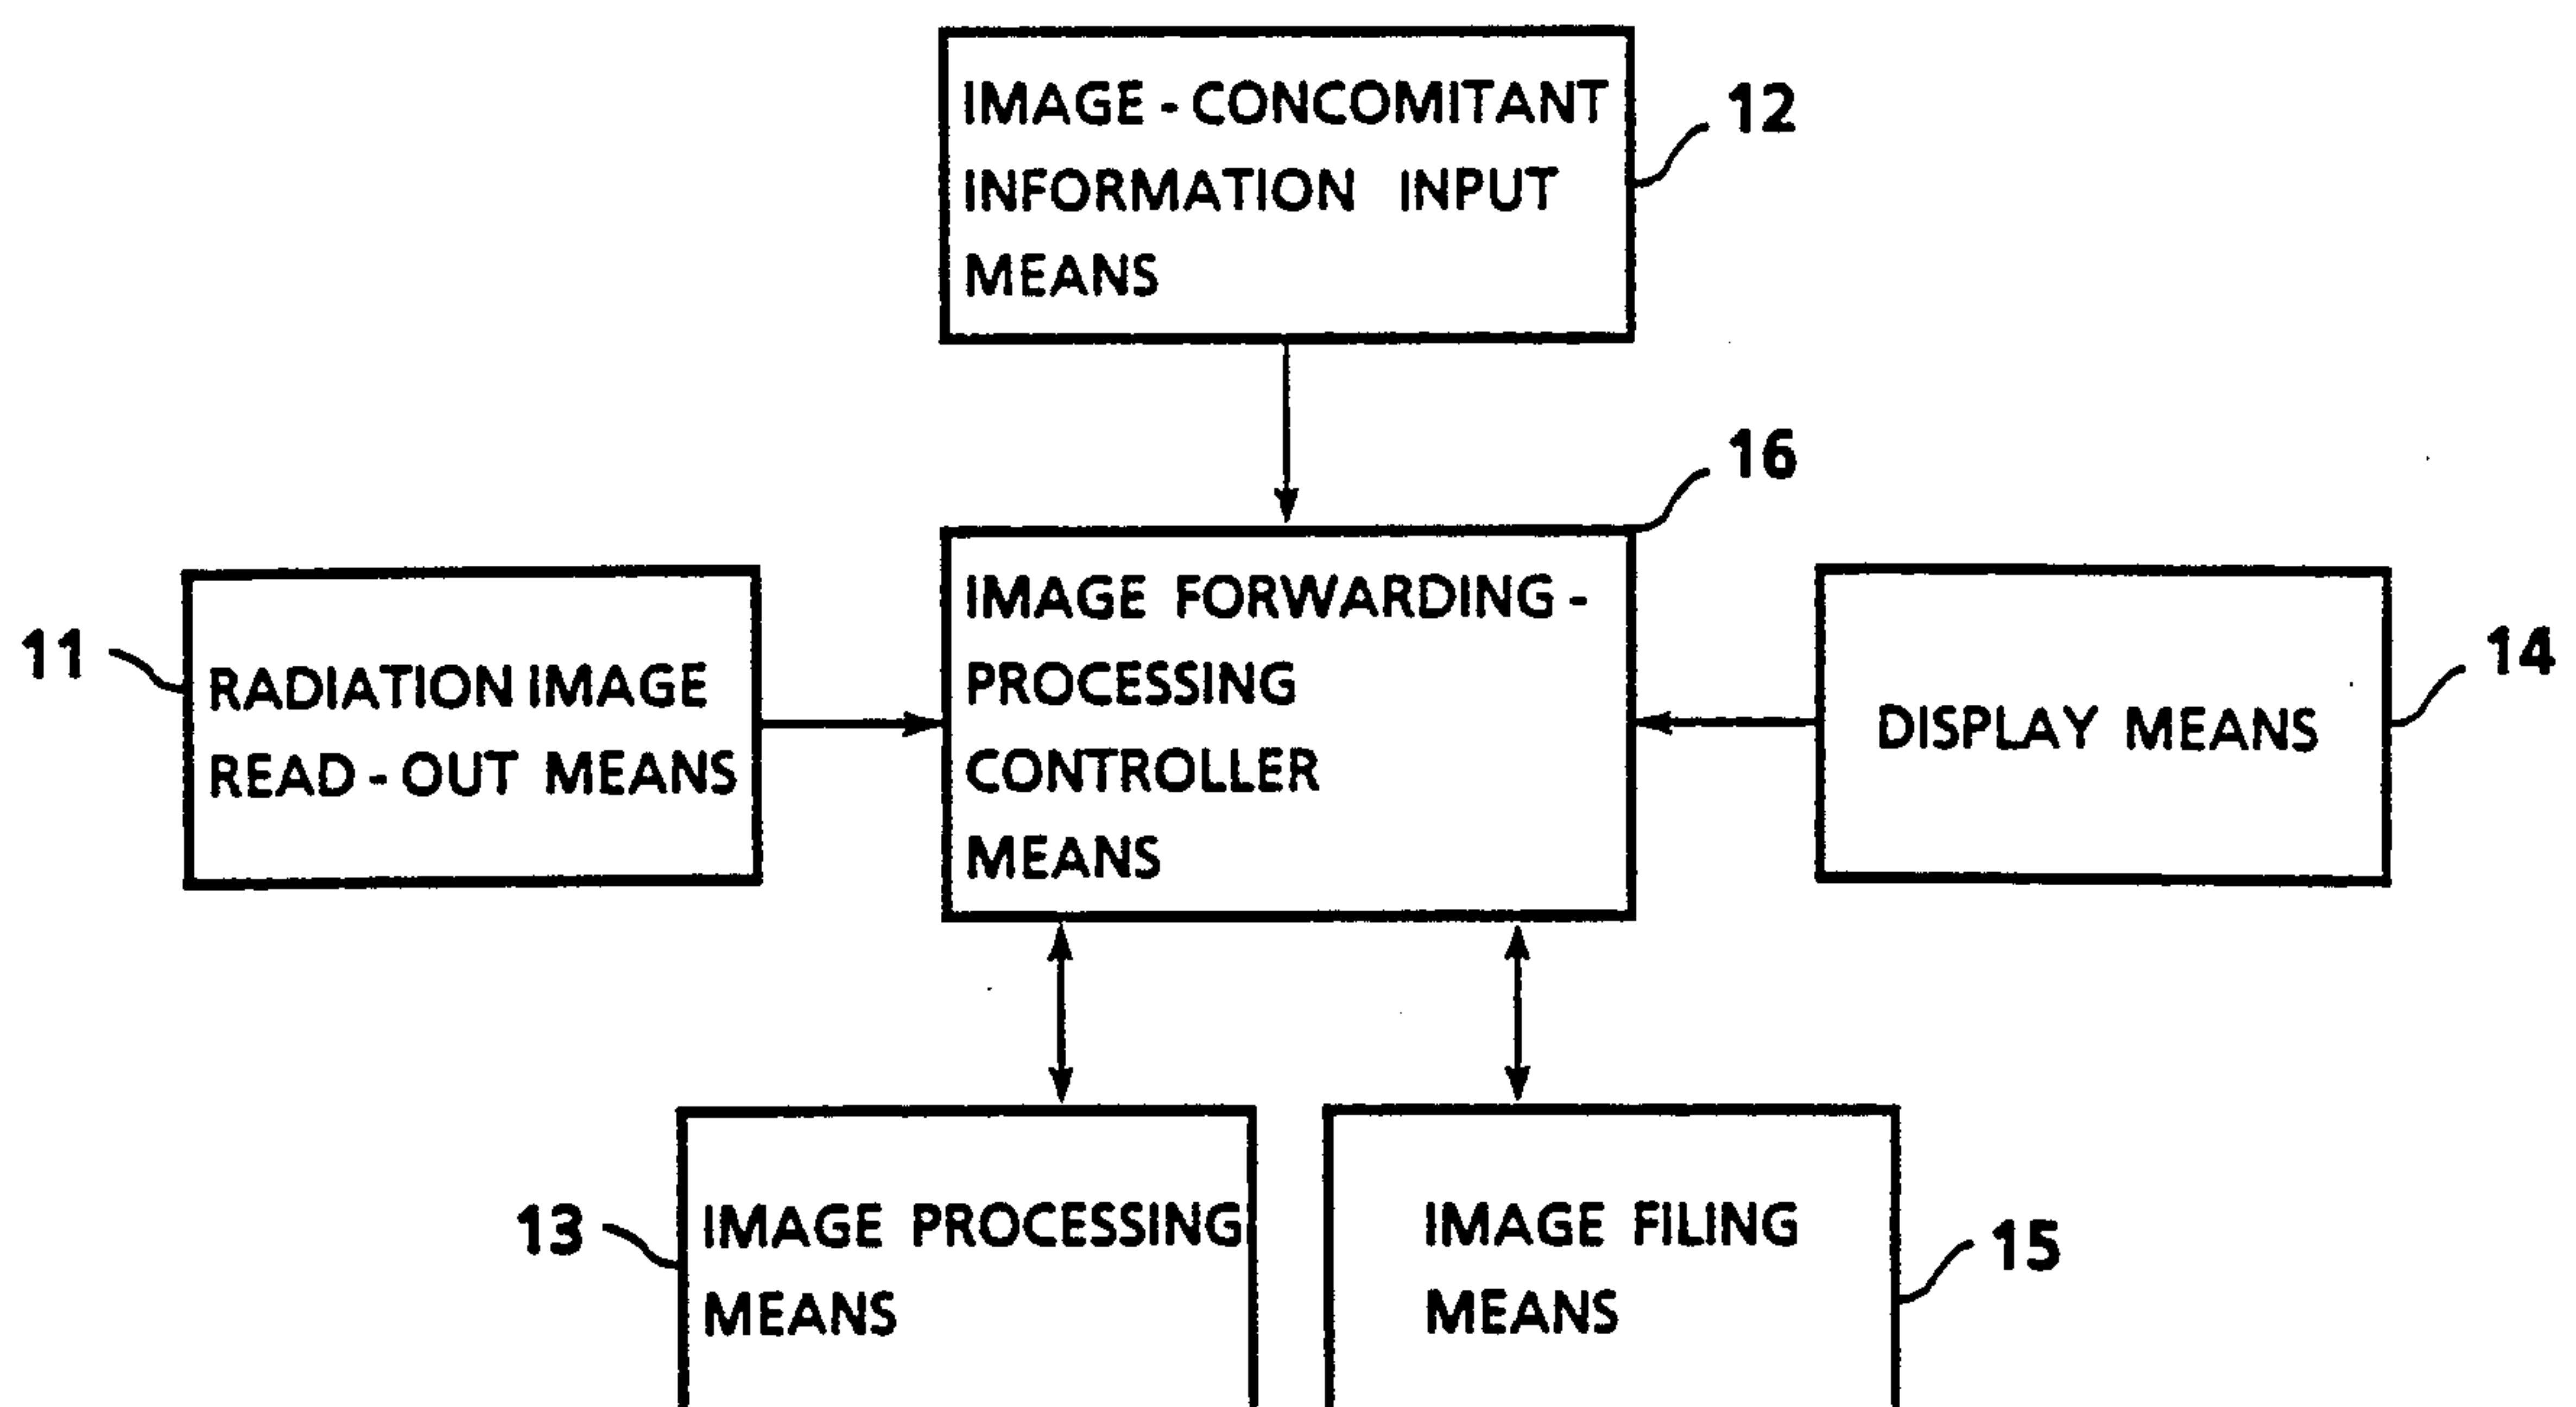 IMAGE - CONCOMITANT
INFORMATION INPUT
MEANS
12
16
IMAGE FORWARDING -
PROCESSING
CONTROLLER
MEANS
11
RADIATION IMAGE
READ - OUT MEANS
14
DISPLAY MEANS
13
IMAGE PROCESSING
MEANS
IMAGE FILING
MEANS
15